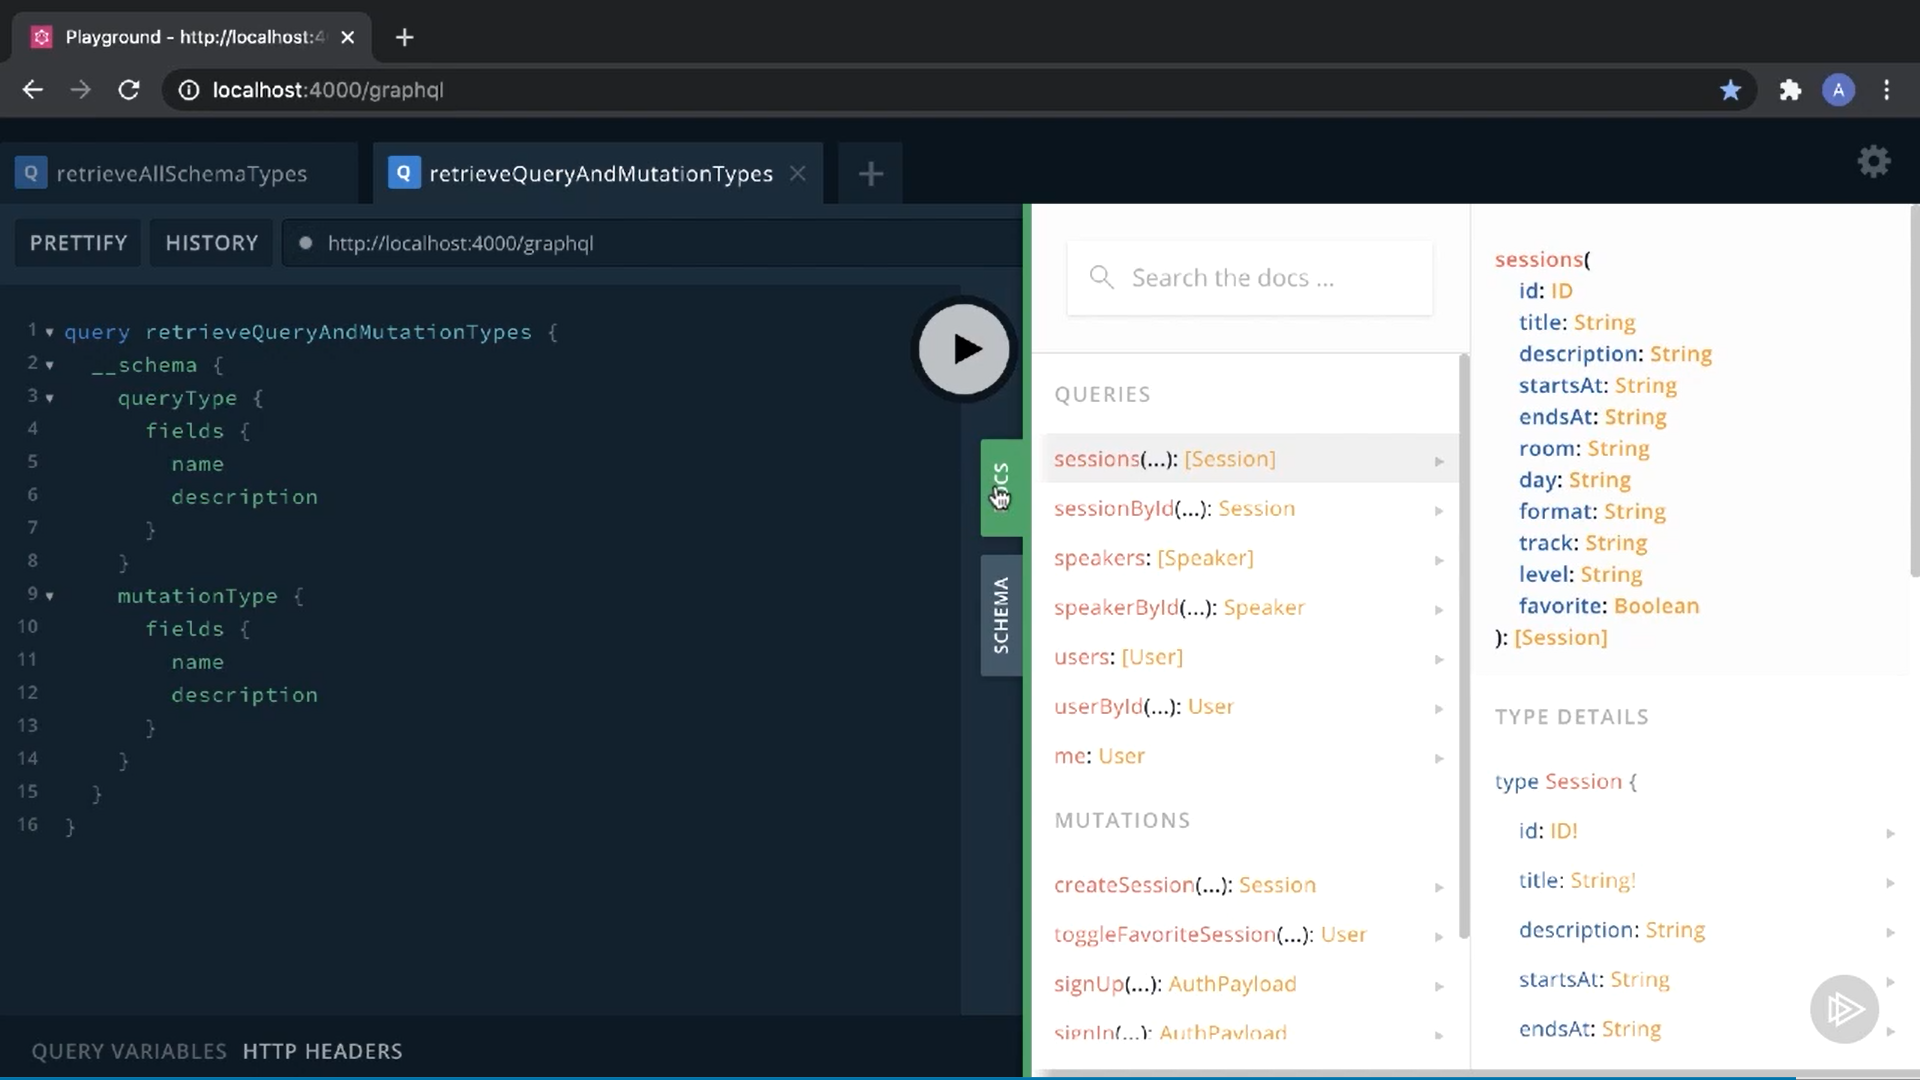 Playground - http://localhost:4
localhost:4000/graphql
A
Q retrieveAllSchemaTypes
Q retrieveQueryAndMutationTypes
PRETTIFY
HISTORY
http://localhost:4000/graphql
1 query retrieveQueryAndMutationTypes {
2 __schema {
3 queryType {
4 fields {
5 name
6 description
7 }
8 }
9 mutationType {
10 fields {
11 name
12 description
13 }
14 }
15 }
16 }
QUERY VARIABLES HTTP HEADERS
SCHEMA
Search the docs ...
QUERIES
sessions(...): [Session]
sessionById(...): Session
speakers: [Speaker]
speakerById(...): Speaker
users: [User]
userById(...): User
me: User
MUTATIONS
createSession(...): Session
toggleFavoriteSession(...): User
signUp(...): AuthPayload
signIn(...): AuthPayload
sessions(
id: ID
title: String
description: String
startsAt: String
endsAt: String
room: String
day: String
format: String
track: String
level: String
favorite: Boolean
): [Session]
TYPE DETAILS
type Session {
id: ID!
title: String!
description: String
startsAt: String
endsAt: String